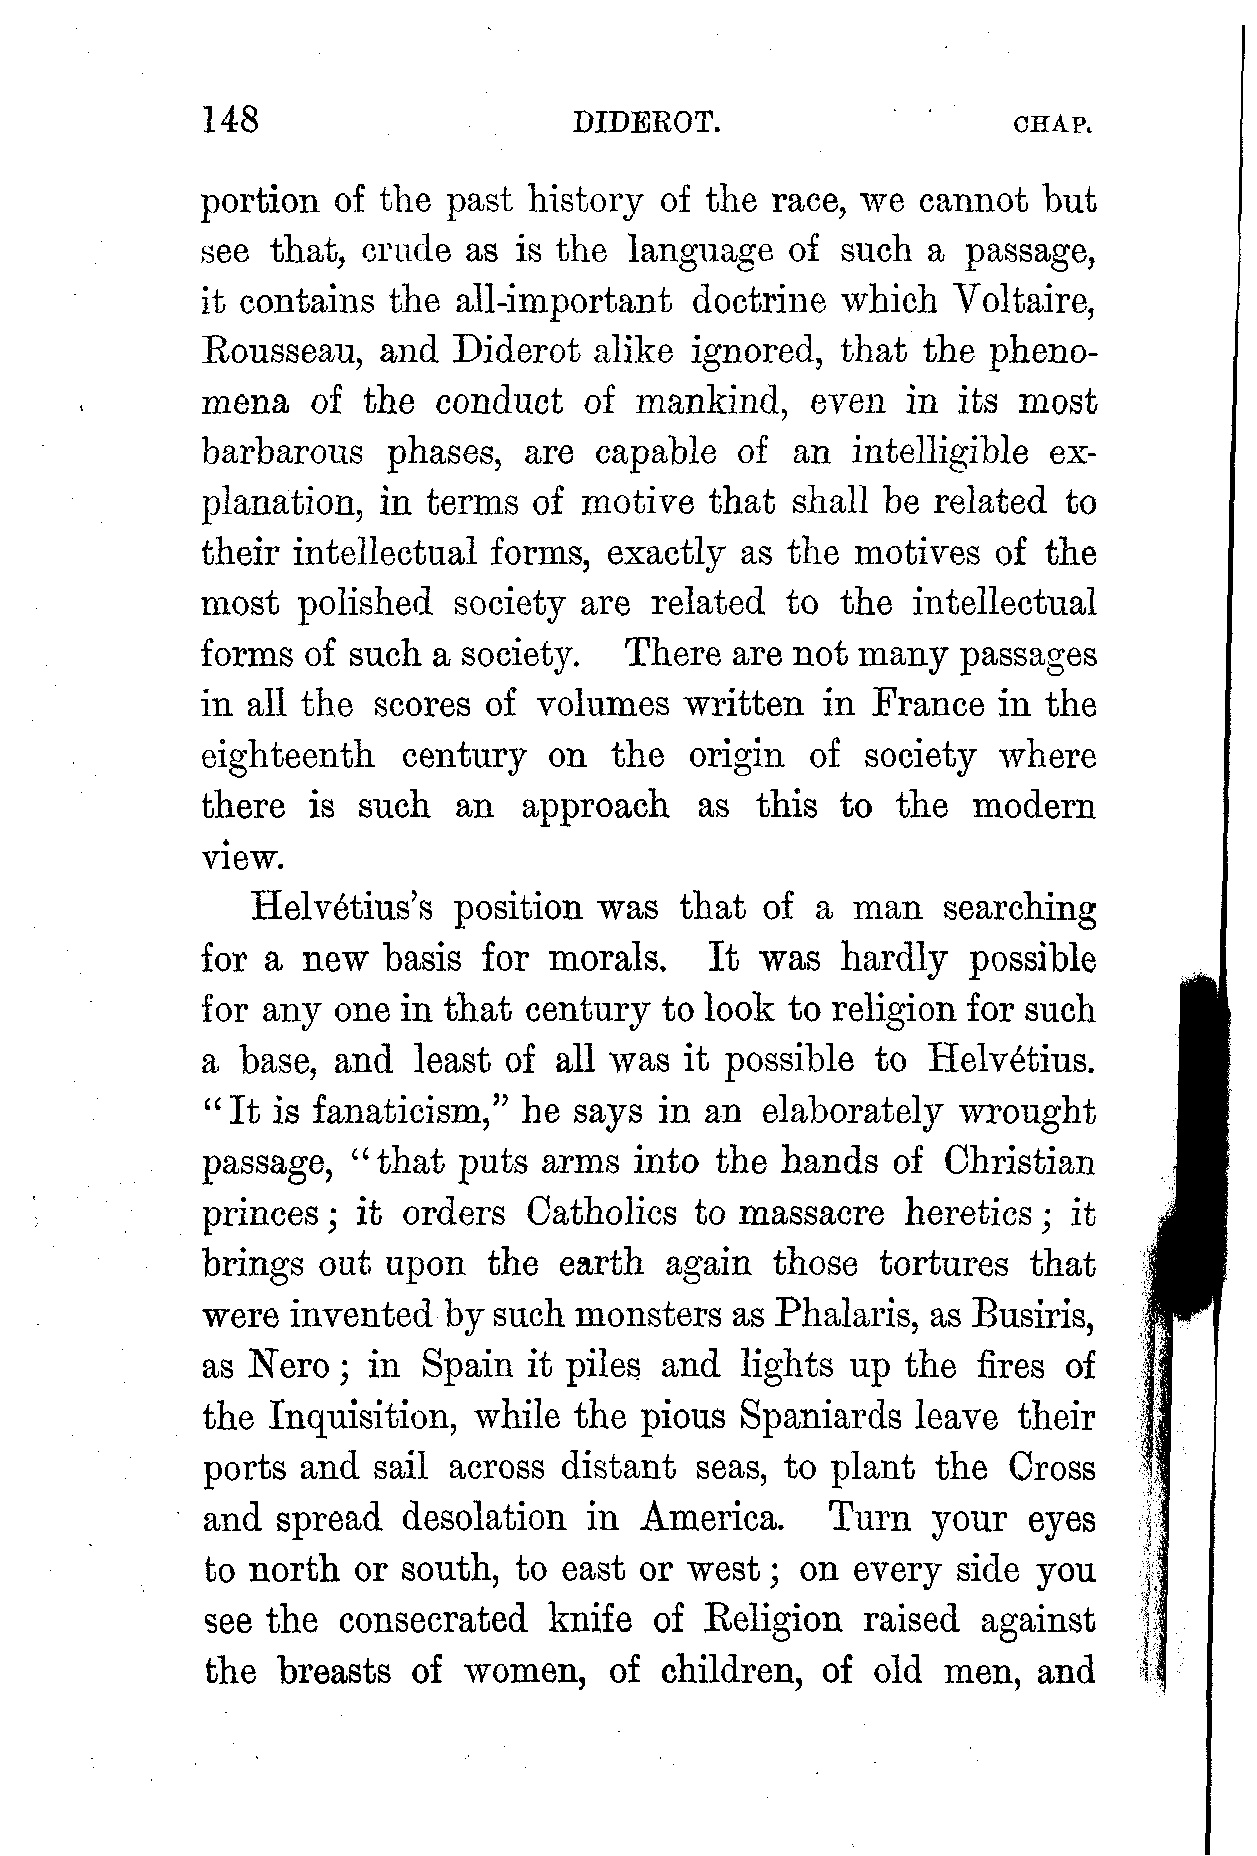 148 DIDEROT. CHAP.
portion of the past history of the race, we cannot but
see that, crude as is the language of such a passage,
it contains the all-important doctrine which Voltaire,
Rousseau, and Diderot alike ignored, that the pheno-
mena of the conduct of mankind, even in its most
barbarous phases, are capable of an intelligible ex-
planation, in terms of motive that shall be related to
their intellectual forms, exactly as the motives of the
most polished society are related to the intellectual
forms of such a society. There are not many passages
in all the scores of volumes written in France in the
eighteenth century on the origin of society where
there is such an approach as this to the modern
view.
Helvétius's position was that of a man searching
for a new basis for morals. It was hardly possible
for any one in that century to look to religion for such
a base, and least of all was it possible to Helvétius.
“It is fanaticism,” he says in an elaborately wrought
passage, “that puts arms into the hands of Christian
princes; it orders Catholics to massacre heretics; it
brings out upon the earth again those tortures that
were invented by such monsters as Phalaris, as Busiris,
as Nero; in Spain it piles and lights up the fires of
the Inquisition, while the pious Spaniards leave their
ports and sail across distant seas, to plant the Cross
and spread desolation in America. Turn your eyes
to north or south, to east or west; on every side you
see the consecrated knife of Religion raised against
the breasts of women, of children, of old men, and